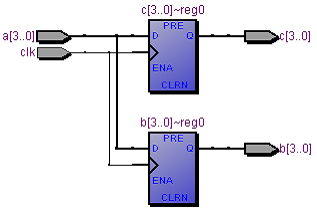 c[3..0]~reg0
PRE
a[3..0]
D Q
c[3..0]
clk
ENA
CLRN
b[3..0]~reg0
PRE
D Q
b[3..0]
ENA
CLRN